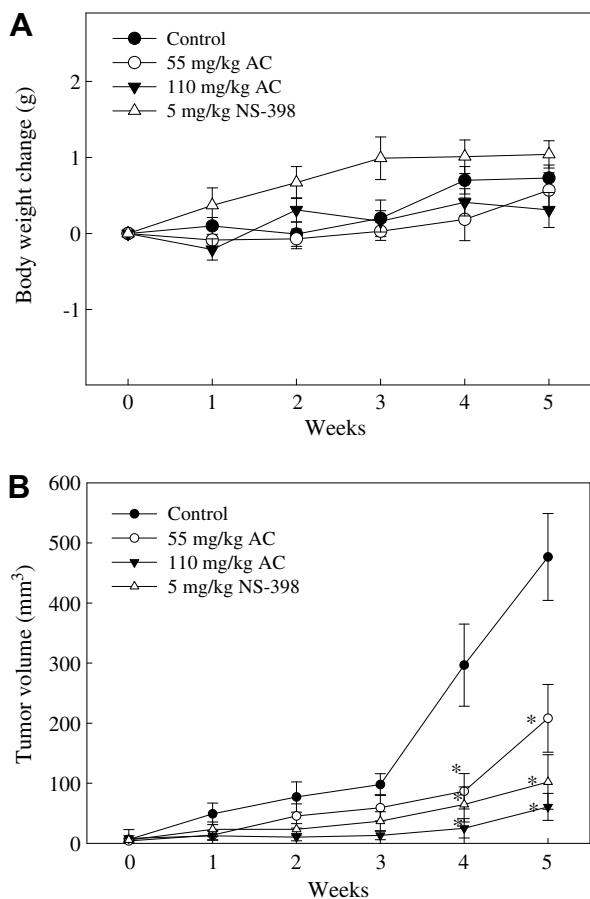 A
Control
55 mg/kg AC
110 mg/kg AC
5 mg/kg NS-398
Body weight change (g)
2
1
0
-1
0 1 2 3 4 5
Weeks
B
Control
55 mg/kg AC
110 mg/kg AC
5 mg/kg NS-398
Tumor volume (mm³)
600
500
400
300
200
100
0
* * *
* * *
0 1 2 3 4 5
Weeks